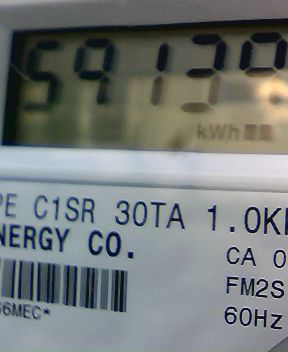 59139
kWh
PE C1SR 30TA 1.0K
NERGY CO.
CA 0
FM2S
6MEC*
60Hz